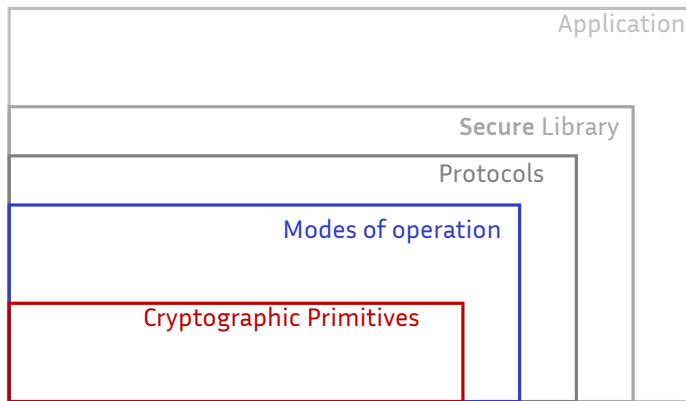 Application
Secure Library
Protocols
Modes of operation
Cryptographic Primitives